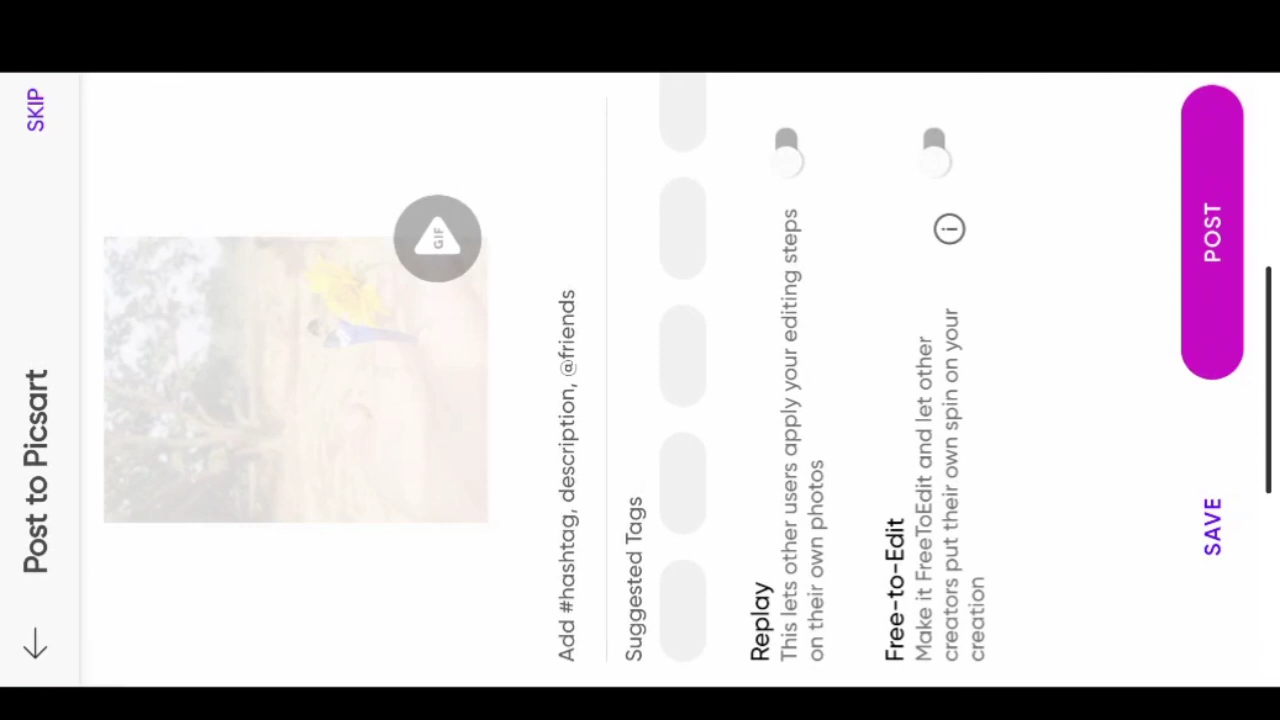 Post to Picsart
SKIP
GIF
Add #hashtag, description, @friends
Suggested Tags
Replay
This lets other users apply your editing steps
on their own photos
Free-to-Edit
Make it FreeToEdit and let other
creators put their own spin on your
creation
SAVE
POST